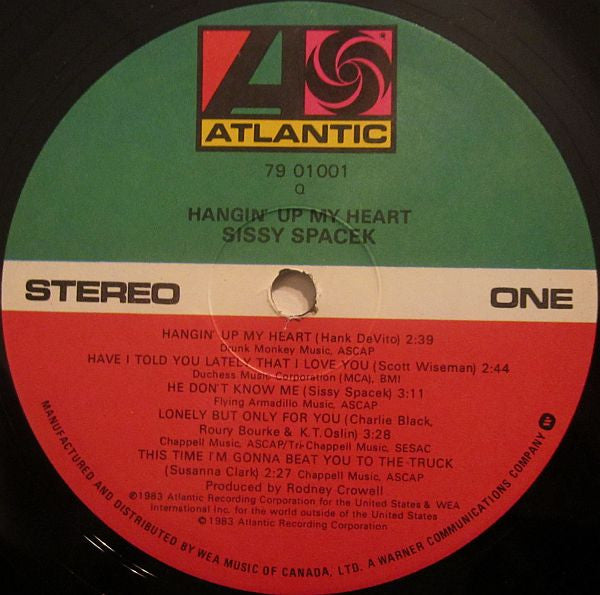 ATLANTIC
79 01001
a
HANGIN' UP MY HEART
SISSY SPACEK
STEREO
ONE
HANGIN' UP MY HEART (Hank DeVito) 2:39
Drunk Monkey Music, ASCAP
HAVE I TOLD YOU LATELY THAT I LOVE YOU (Scott Wiseman) 2:44
Duchess Music Corporation (MCA), BMI
HE DON'T KNOW ME (Sissy Spacek) 3:11
Flying Armadillo Music, ASCAP
LONELY BUT ONLY FOR YOU (Charlie Black,
Roury Bourke & K.T. Oslin) 3:28
Chappell Music, ASCAP/Tri-Chappell Music, SESAC
THIS TIME I'M GONNA BEAT YOU TO THE TRUCK
(Susanna Clark) 2:27 Chappell Music, ASCAP
Produced by Rodney Crowell
℗1983 Atlantic Recording Corporation for the United States & WEA
International Inc. for the world outside of the United States
©1983 Atlantic Recording Corporation
MANUFACTURED AND DISTRIBUTED BY WEA MUSIC OF CANADA, LTD. A WARNER COMMUNICATIONS COMPANY